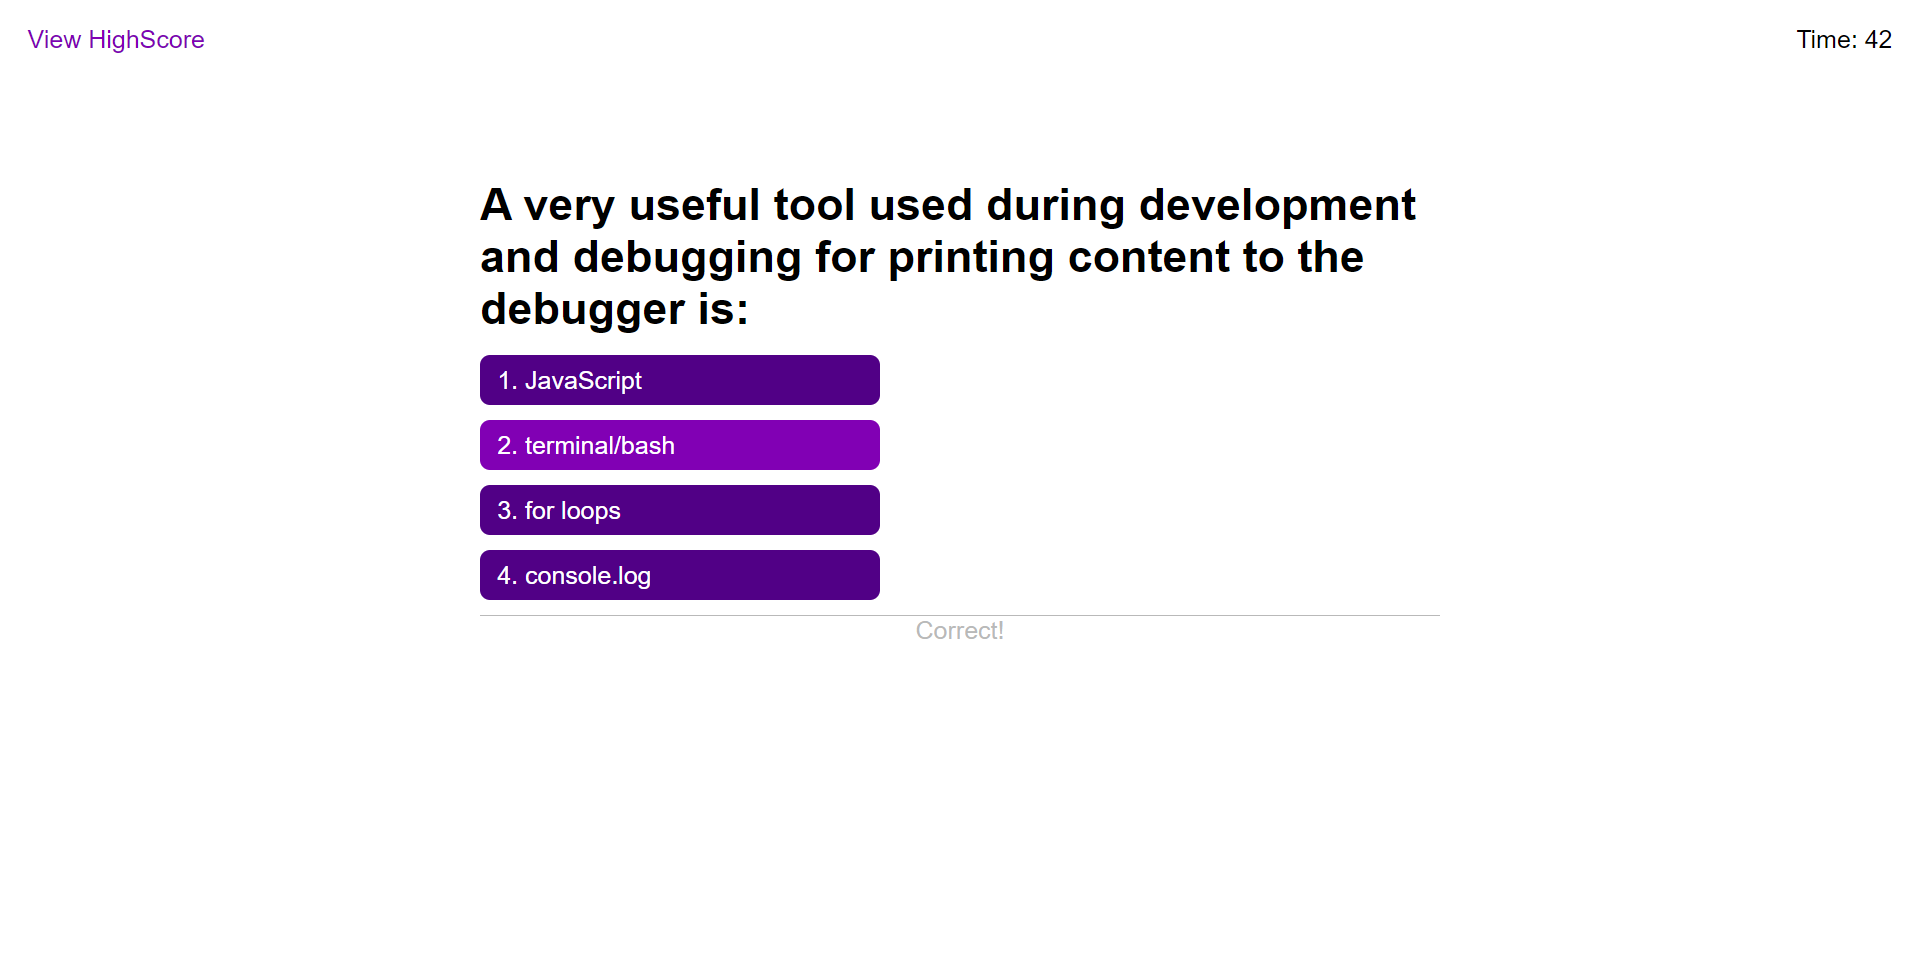 View HighScore
Time: 42
A very useful tool used during development
and debugging for printing content to the
debugger is:
1. JavaScript
2. terminal/bash
3. for loops
4. console.log
Correct!